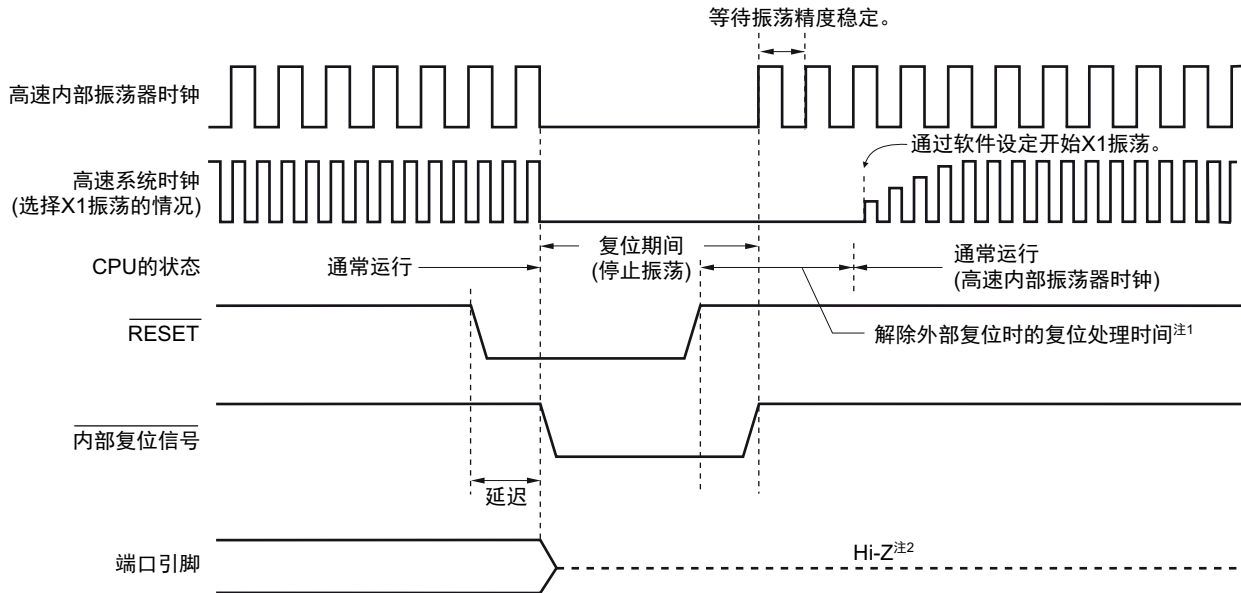 等待振荡精度稳定。
高速内部振荡器时钟
通过软件设定开始X1振荡。
高速系统时钟
(选择X1振荡的情况)
CPU的状态
通常运行
复位期间
(停止振荡)
通常运行
(高速内部振荡器时钟)
RESET
解除外部复位时的复位处理时间注1
内部复位信号
延迟
端口引脚
Hi-Z注2